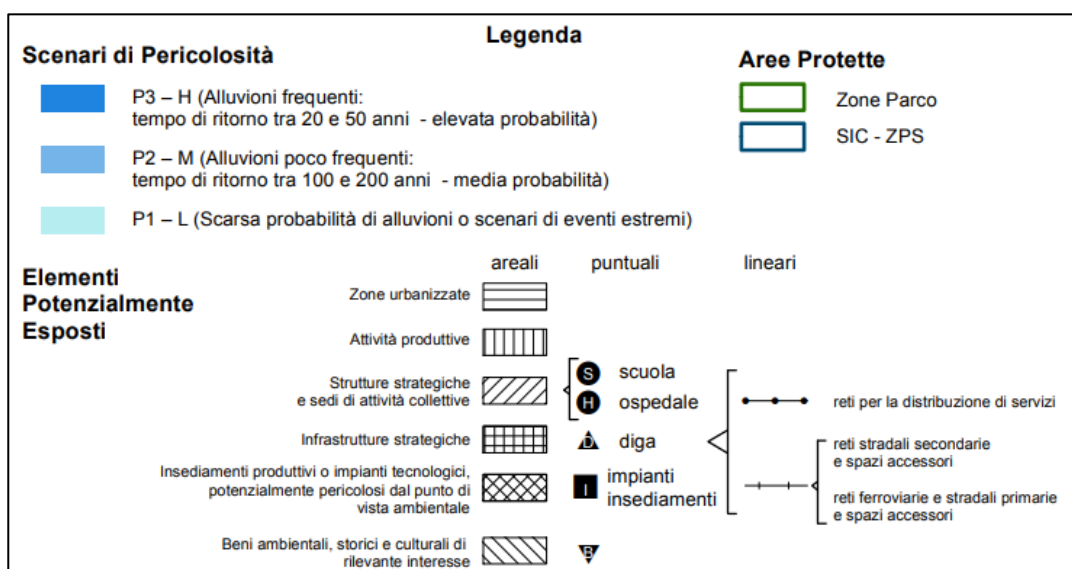 Legenda
Scenari di Pericolosità
P3 – H (Alluvioni frequenti:
tempo di ritorno tra 20 e 50 anni - elevata probabilità)
P2 – M (Alluvioni poco frequenti:
tempo di ritorno tra 100 e 200 anni - media probabilità)
P1 – L (Scarsa probabilità di alluvioni o scenari di eventi estremi)
Aree Protette
Zone Parco
SIC - ZPS
Elementi
Potenzialmente
Esposti
areali
puntuali
lineari
Zone urbanizzate
Attività produttive
Strutture strategiche
e sedi di attività collettive
S scuola
H ospedale
Infrastrutture strategiche
D diga
Insediamenti produttivi o impianti tecnologici,
potenzialmente pericolosi dal punto di
vista ambientale
I impianti
insediamenti
Beni ambientali, storici e culturali di
rilevante interesse
B
reti per la distribuzione di servizi
reti stradali secondarie
e spazi accessori
reti ferroviarie e stradali primarie
e spazi accessori